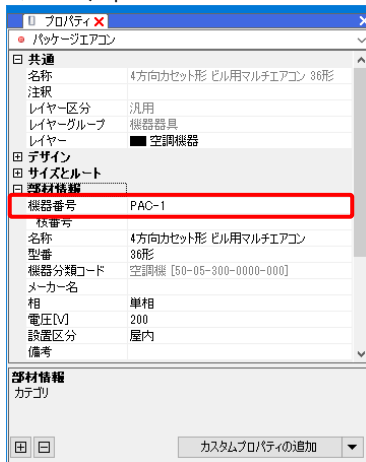 プロパティ
パッケージエアコン
共通
名称 4方向カセット形 ビル用マルチエアコン 36形
注釈
レイヤー区分 汎用
レイヤーグループ 機器器具
レイヤー 空調機器
デザイン
サイズとルート
部材情報
機器番号 PAC-1
枝番号
名称 4方向カセット形 ビル用マルチエアコン
型番 36形
機器分類コード 空調機 [50-05-300-0000-000]
メーカー名
相 単相
電圧[V] 200
設置区分 屋内
備考
部材情報
カテゴリ
カスタムプロパティの追加